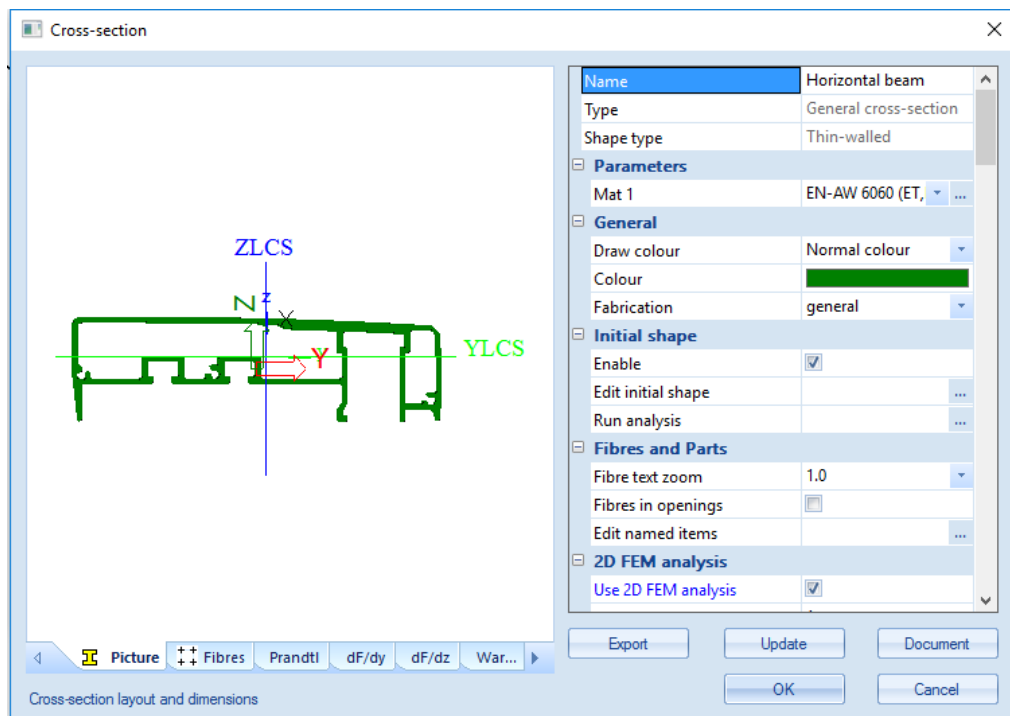 Cross-section
ZLCS
N z
X
YLCS
Y
Picture Fibres Prandtl dF/dy dF/dz War...
Cross-section layout and dimensions
Name Horizontal beam
Type General cross-section
Shape type Thin-walled
Parameters
Mat 1 EN-AW 6060 (ET, ...
General
Draw colour Normal colour
Colour
Fabrication general
Initial shape
Enable
Edit initial shape ...
Run analysis ...
Fibres and Parts
Fibre text zoom 1.0
Fibres in openings
Edit named items ...
2D FEM analysis
Use 2D FEM analysis
Export Update Document
OK Cancel